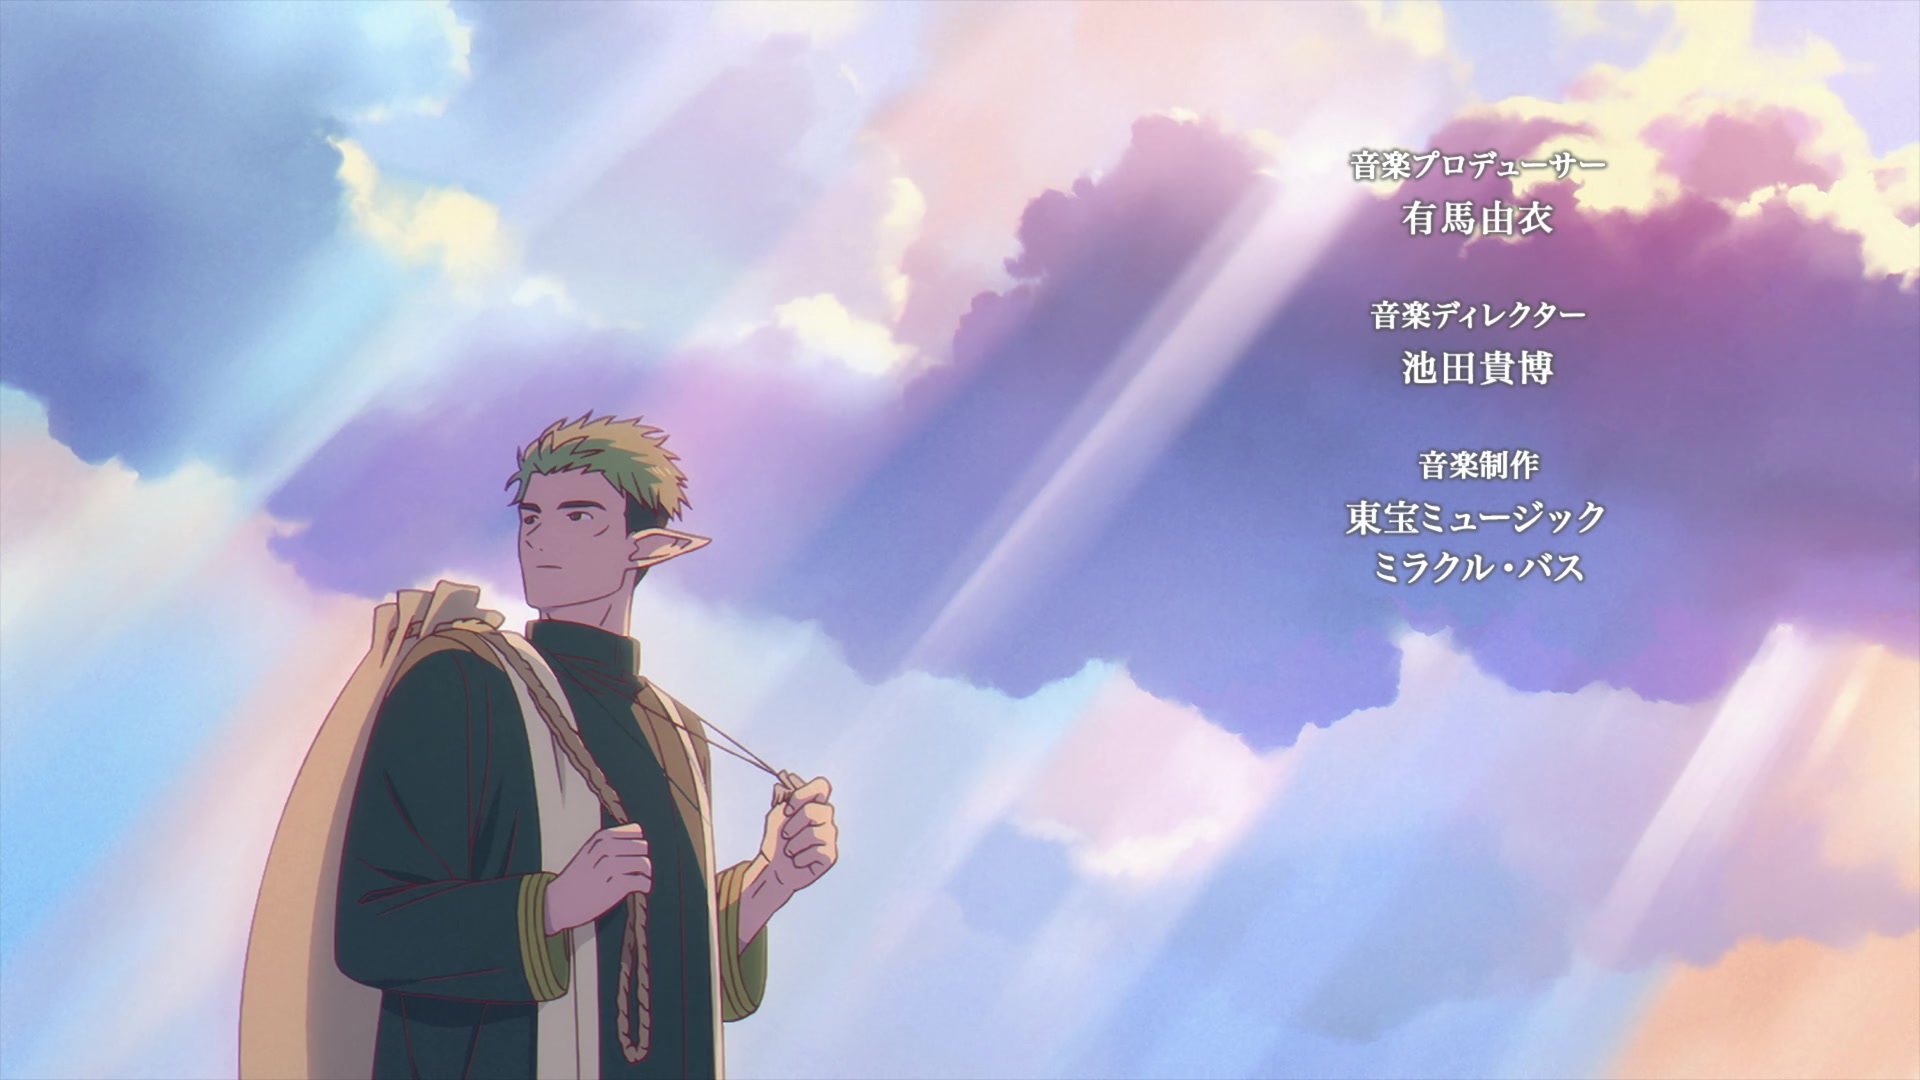 音楽プロデューサー
有馬由衣
音楽ディレクター
池田貴博
音楽制作
東宝ミュージック
ミラクル・バス